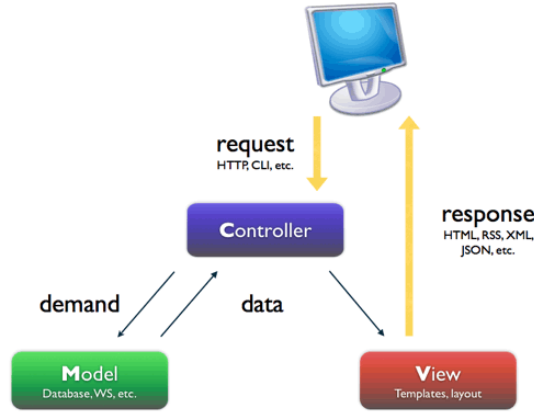 request
HTTP, CLI, etc.
Controller
response
HTML, RSS, XML,
JSON, etc.
demand
data
Model
Database, WS, etc.
View
Templates, layout